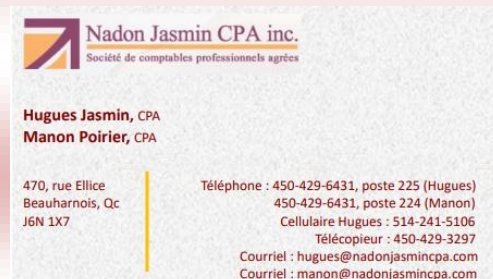 Nadon Jasmin CPA inc.
Société de comptables professionnels agrées
Hugues Jasmin, CPA
Manon Poirier, CPA
470, rue Ellice
Beauharnois, Qc
J6N 1X7
Téléphone : 450-429-6431, poste 225 (Hugues)
450-429-6431, poste 224 (Manon)
Cellulaire Hugues : 514-241-5106
Télécopieur : 450-429-3297
Courriel : hugues@nadonjasmincpa.com
Courriel : manon@nadonjasmincpa.com